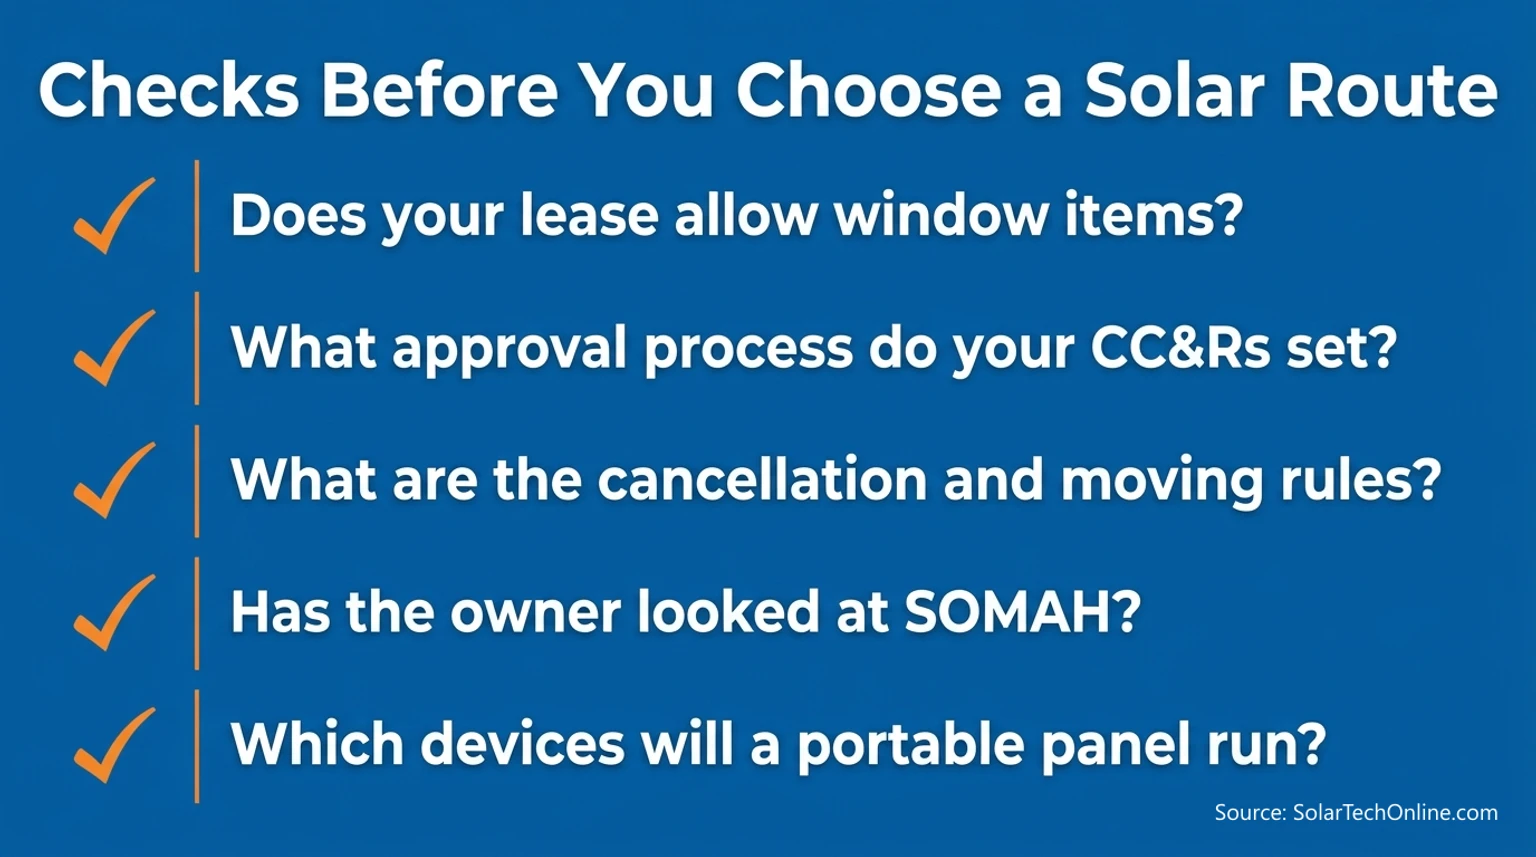 Checks Before You Choose a Solar Route
Does your lease allow window items?
What approval process do your CC&Rs set?
What are the cancellation and moving rules?
Has the owner looked at SOMAH?
Which devices will a portable panel run?
Source: SolarTechOnline.com